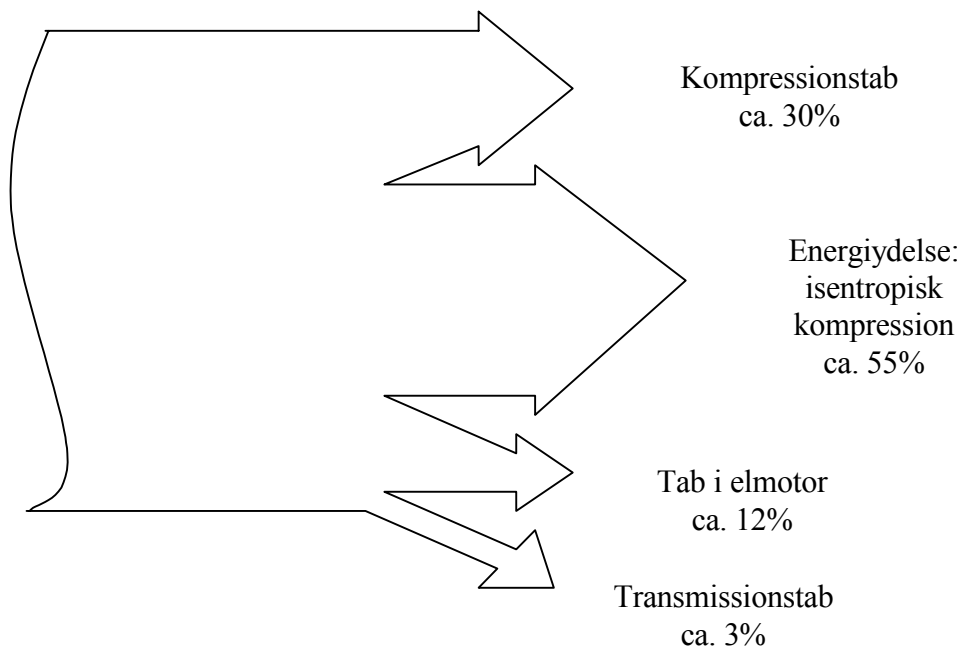 Kompressionstab
ca. 30%
Energiydelse:
isentropisk
kompression
ca. 55%
Tab i elmotor
ca. 12%
Transmissionstab
ca. 3%